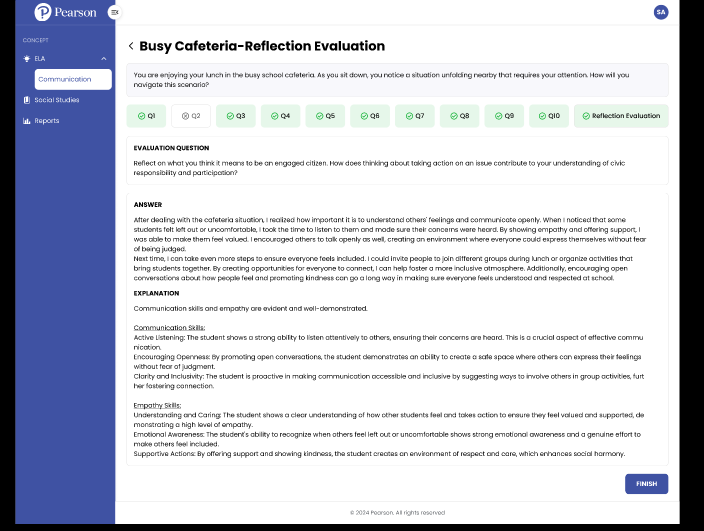 Pearson
SA
CONCEPT
ELA
Communication
Social Studies
Reports
Busy Cafeteria-Reflection Evaluation
You are enjoying your lunch in the busy school cafeteria. As you sit down, you notice a situation unfolding nearby that requires your attention. How will you
navigate this scenario?
Q1 Q2 Q3 Q4 Q5 Q6 Q7 Q8 Q9 Q10 Reflection Evaluation
EVALUATION QUESTION
Reflect on what you think it means to be an engaged citizen. How does thinking about taking action on an issue contribute to your understanding of civic
responsibility and participation?
ANSWER
After dealing with the cafeteria situation, I realized how important it is to understand others' feelings and communicate openly. When I noticed that some
students felt left out or uncomfortable, I took the time to listen to them and made sure their concerns were heard. By showing empathy and offering support, I
was able to make them feel valued. I encouraged others to talk openly as well, creating an environment where everyone could express themselves without fear
of being judged.
Next time, I can take even more steps to ensure everyone feels included. I could invite people to join different groups during lunch or organize activities that
bring students together. By creating opportunities for everyone to connect, I can help foster a more inclusive atmosphere. Additionally, encouraging open
conversations about how people feel and promoting kindness can go a long way in making sure everyone feels understood and respected at school.
EXPLANATION
Communication skills and empathy are evident and well-demonstrated.
Communication Skills:
Active Listening: The student shows a strong ability to listen attentively to others, ensuring their concerns are heard. This is a crucial aspect of effective commu
nication.
Encouraging Openness: By promoting open conversations, the student demonstrates an ability to create a safe space where others can express their feelings
without fear of judgment.
Clarity and Inclusivity: The student is proactive in making communication accessible and inclusive by suggesting ways to involve others in group activities, furt
her fostering connection.
Empathy Skills:
Understanding and Caring: The student shows a clear understanding of how other students feel and takes action to ensure they feel valued and supported, de
monstrating a high level of empathy.
Emotional Awareness: The student's ability to recognize when others feel left out or uncomfortable shows strong emotional awareness and a genuine effort to
make others feel included.
Supportive Actions: By offering support and showing kindness, the student creates an environment of respect and care, which enhances social harmony.
FINISH
© 2024 Pearson. All rights reserved